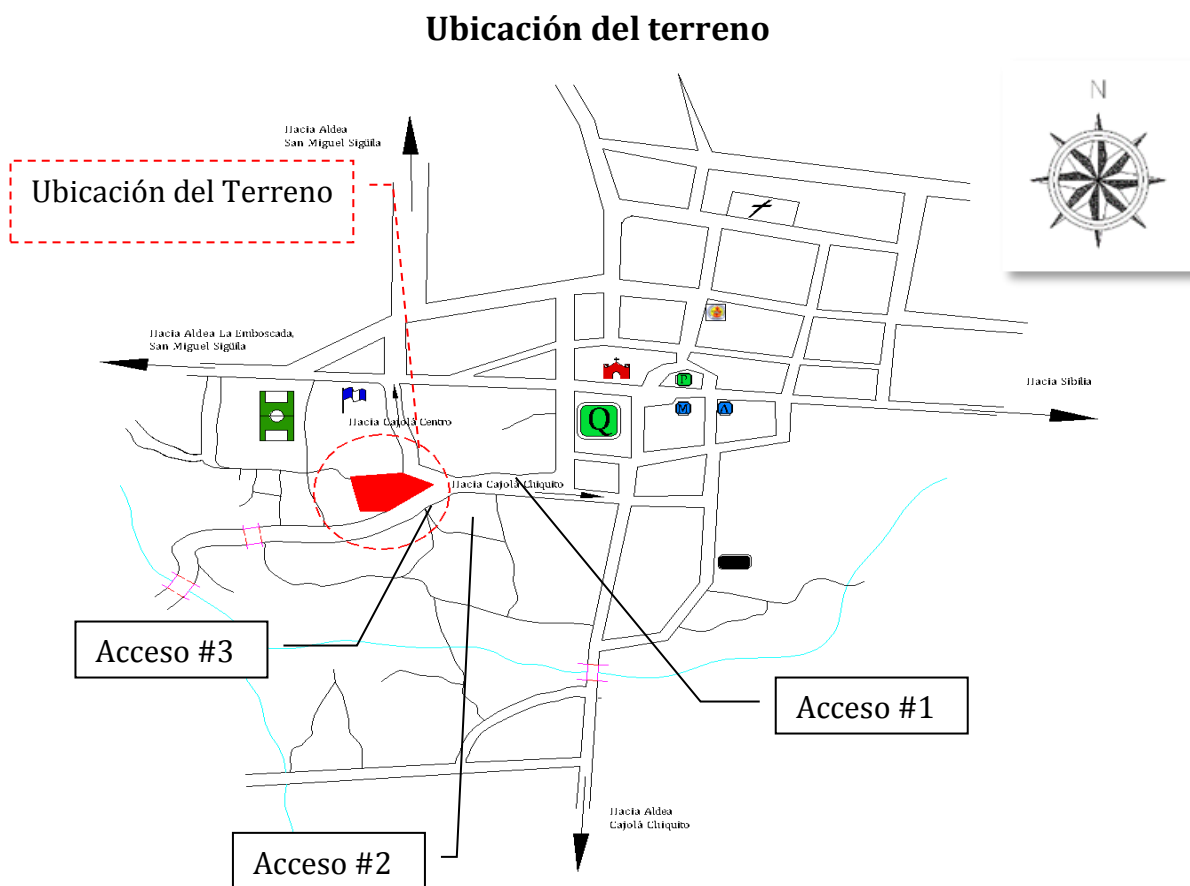 Ubicación del terreno
N
Hacia Aldea
San Miguel Sigüila
Ubicación del Terreno
Hacia Aldea La Emboscada,
San Miguel Sigüila
Hacia Sibilia
P
M
A
Q
Hacia Cajolá Centro
Hacia Cajolá Chiquito
Acceso #3
Acceso #1
Hacia Aldea
Cajolá Chiquito
Acceso #2